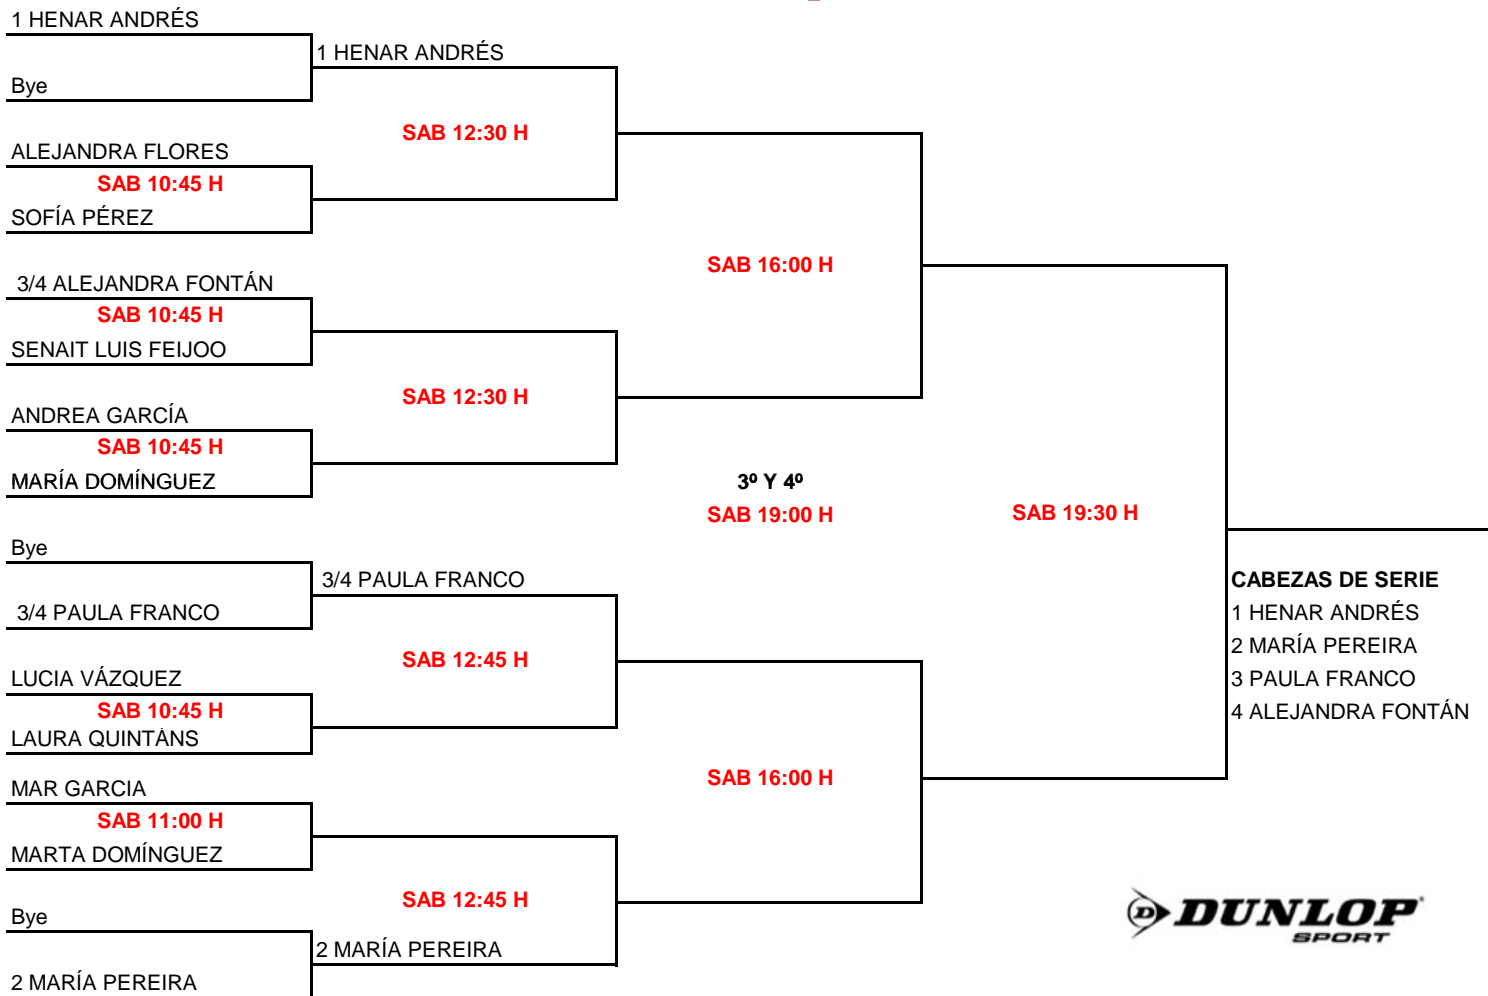 1 HENAR ANDRÉS
1 HENAR ANDRÉS
Bye
SAB 12:30 H
ALEJANDRA FLORES
SAB 10:45 H
SOFÍA PÉREZ
SAB 16:00 H
3/4 ALEJANDRA FONTÁN
SAB 10:45 H
SENAIT LUIS FEIJOO
SAB 12:30 H
ANDREA GARCÍA
SAB 10:45 H
MARÍA DOMÍNGUEZ
3º Y 4º
SAB 19:00 H
SAB 19:30 H
Bye
3/4 PAULA FRANCO
3/4 PAULA FRANCO
CABEZAS DE SERIE
1 HENAR ANDRÉS
2 MARÍA PEREIRA
3 PAULA FRANCO
4 ALEJANDRA FONTÁN
SAB 12:45 H
LUCIA VÁZQUEZ
SAB 10:45 H
LAURA QUINTÁNS
SAB 16:00 H
MAR GARCIA
SAB 11:00 H
MARTA DOMÍNGUEZ
SAB 12:45 H
Bye
2 MARÍA PEREIRA
2 MARÍA PEREIRA
D DUNLOP
SPORT